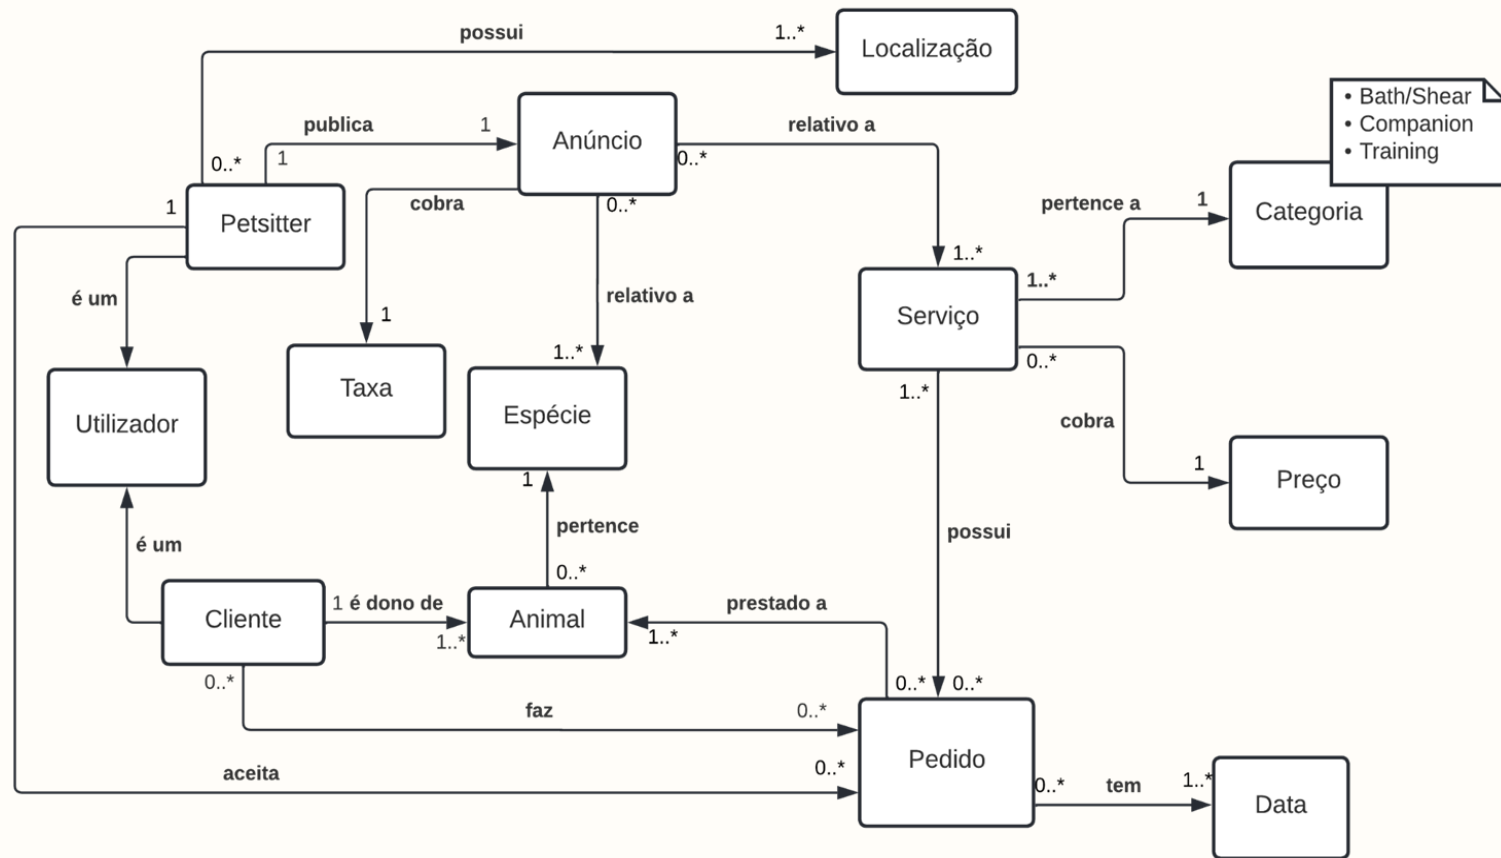 possui
1..*
Localização
• Bath/Shear
• Companion
• Training
publica
1
1
0..*
Anúncio
relativo a
0..*
cobra
0..*
1
Petsitter
pertence a
1
Categoria
1..*
1..*
é um
relativo a
1
1..*
Serviço
0..*
1..*
Utilizador
Taxa
Espécie
cobra
1
Preço
1
pertence
possui
é um
0..*
Cliente
1 é dono de
1..*
Animal
prestado a
1..*
0..*
faz
0..*
0..*
0..*
aceita
0..*
Pedido
0..*
tem
1..*
Data